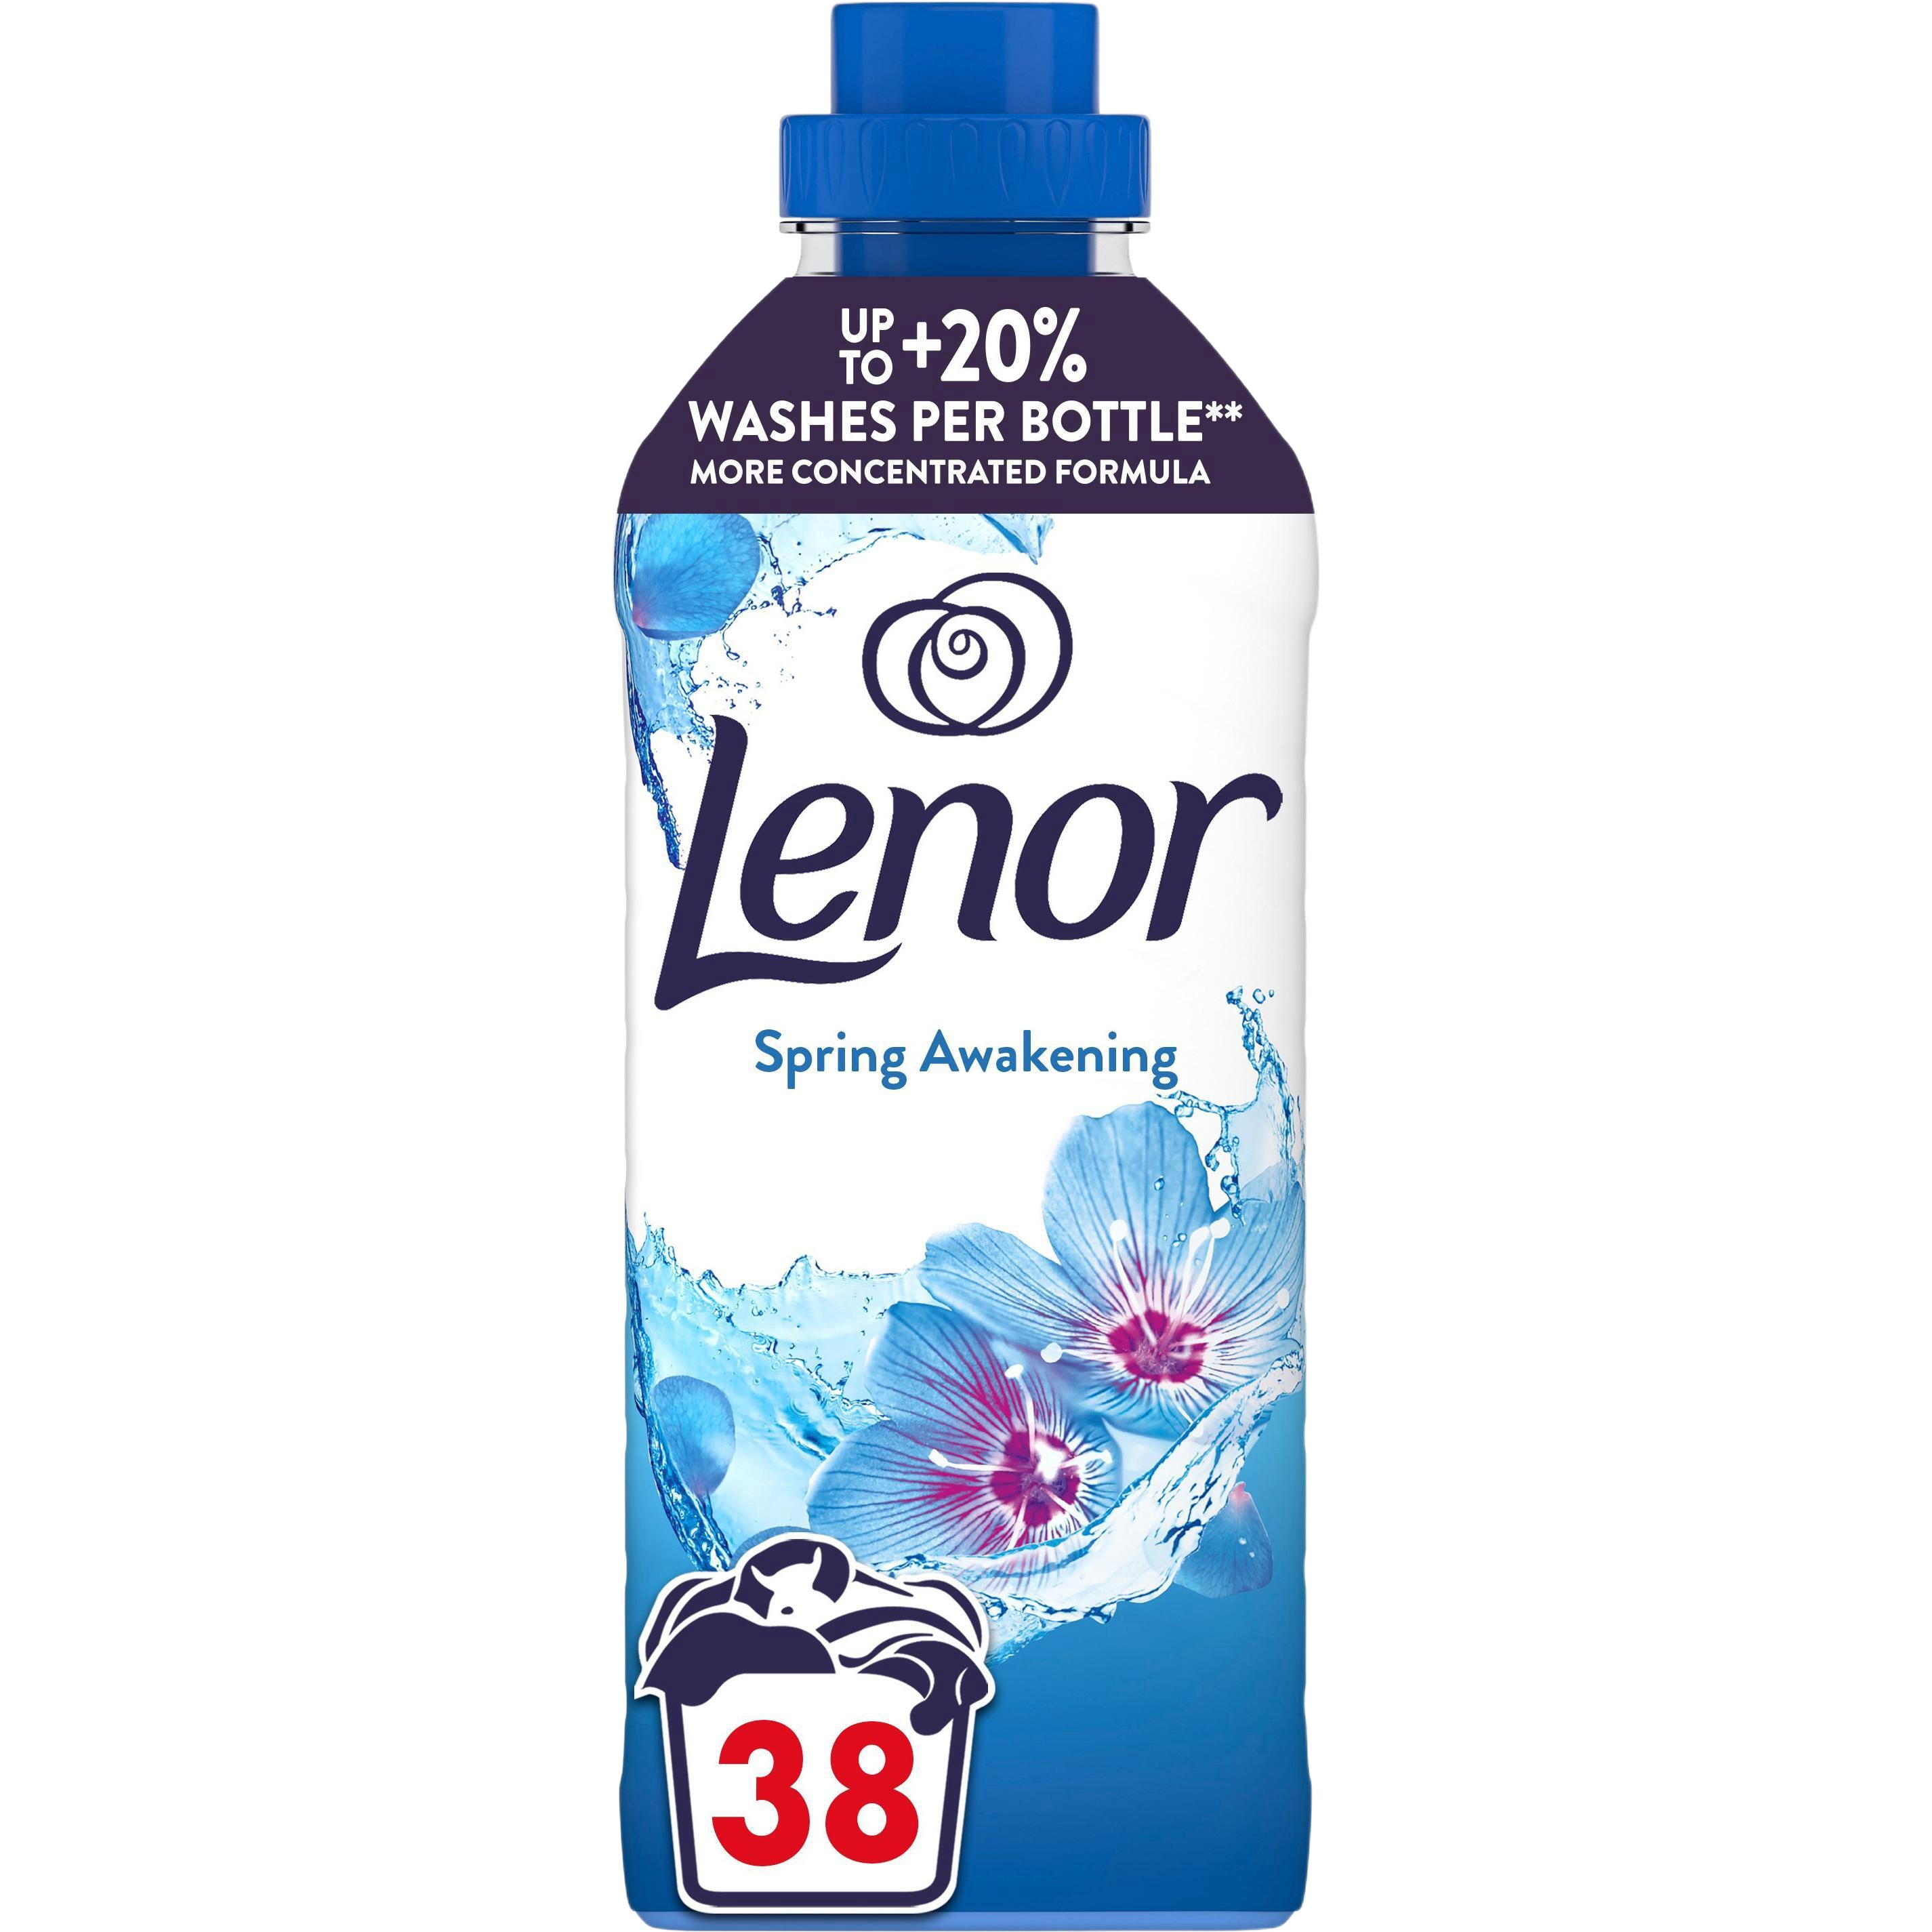 UP
TO +20%
WASHES PER BOTTLE**
MORE CONCENTRATED FORMULA
Lenor
Spring Awakening
38